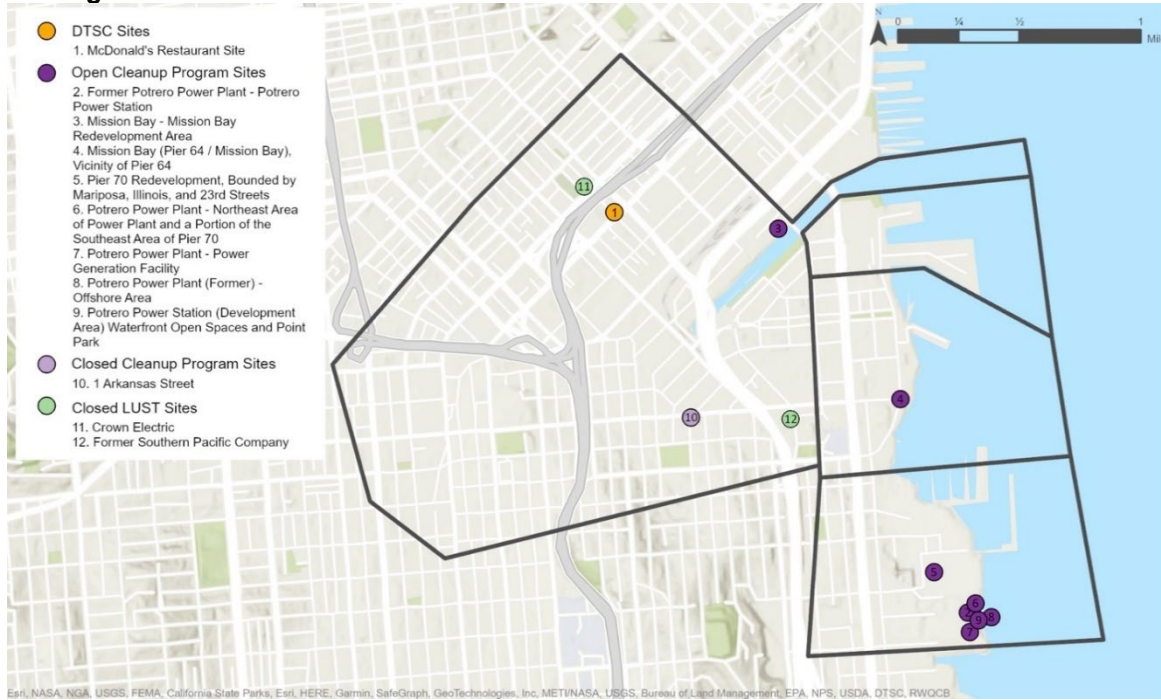 DTSC Sites
1. McDonald's Restaurant Site
Open Cleanup Program Sites
2. Former Potrero Power Plant - Potrero
Power Station
3. Mission Bay - Mission Bay
Redevelopment Area
4. Mission Bay (Pier 64 / Mission Bay),
Vicinity of Pier 64
5. Pier 70 Redevelopment, Bounded by
Mariposa, Illinois, and 23rd Streets
6. Potrero Power Plant - Northeast Area
of Power Plant and a Portion of the
Southeast Area of Pier 70
7. Potrero Power Plant - Power
Generation Facility
8. Potrero Power Plant (Former) -
Offshore Area
9. Potrero Power Station (Development
Area) Waterfront Open Spaces and Point
Park
Closed Cleanup Program Sites
10. 1 Arkansas Street
Closed LUST Sites
11. Crown Electric
12. Former Southern Pacific Company
N
0 ¼ ½ 1
Mil
11
1
3
4
10
12
5
6
2
8
9
7
Esri, NASA, NGA, USGS, FEMA, California State Parks, Esri, HERE, Garmin, SafeGraph, GeoTechnologies, Inc, METI/NASA, USGS, Bureau of Land Management, EPA, NPS, USDA, DTSC, RWQCB